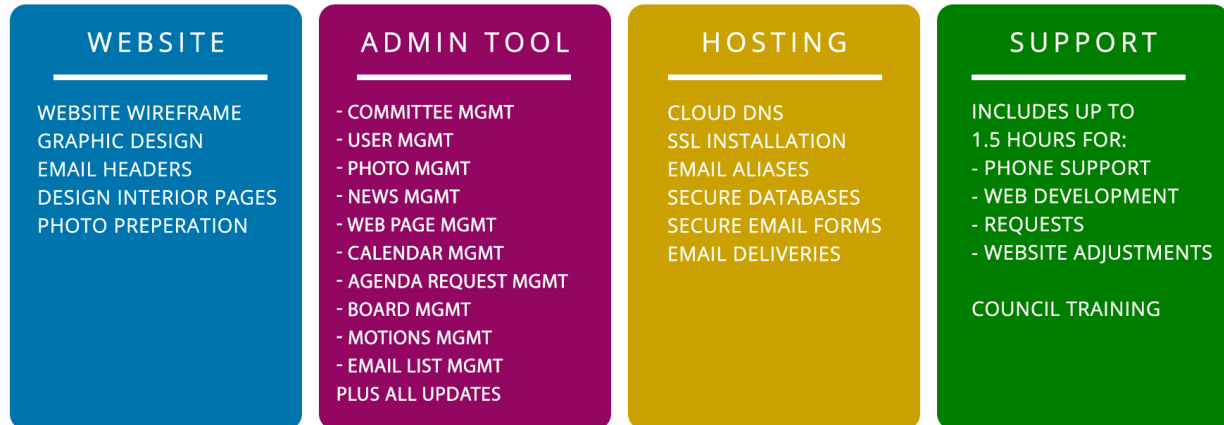 WEBSITE
WEBSITE WIREFRAME
GRAPHIC DESIGN
EMAIL HEADERS
DESIGN INTERIOR PAGES
PHOTO PREPERATION
ADMIN TOOL
- COMMITTEE MGMT
- USER MGMT
- PHOTO MGMT
- NEWS MGMT
- WEB PAGE MGMT
- CALENDAR MGMT
- AGENDA REQUEST MGMT
- BOARD MGMT
- MOTIONS MGMT
- EMAIL LIST MGMT
PLUS ALL UPDATES
HOSTING
CLOUD DNS
SSL INSTALLATION
EMAIL ALIASES
SECURE DATABASES
SECURE EMAIL FORMS
EMAIL DELIVERIES
SUPPORT
INCLUDES UP TO
1.5 HOURS FOR:
- PHONE SUPPORT
- WEB DEVELOPMENT
- REQUESTS
- WEBSITE ADJUSTMENTS
COUNCIL TRAINING